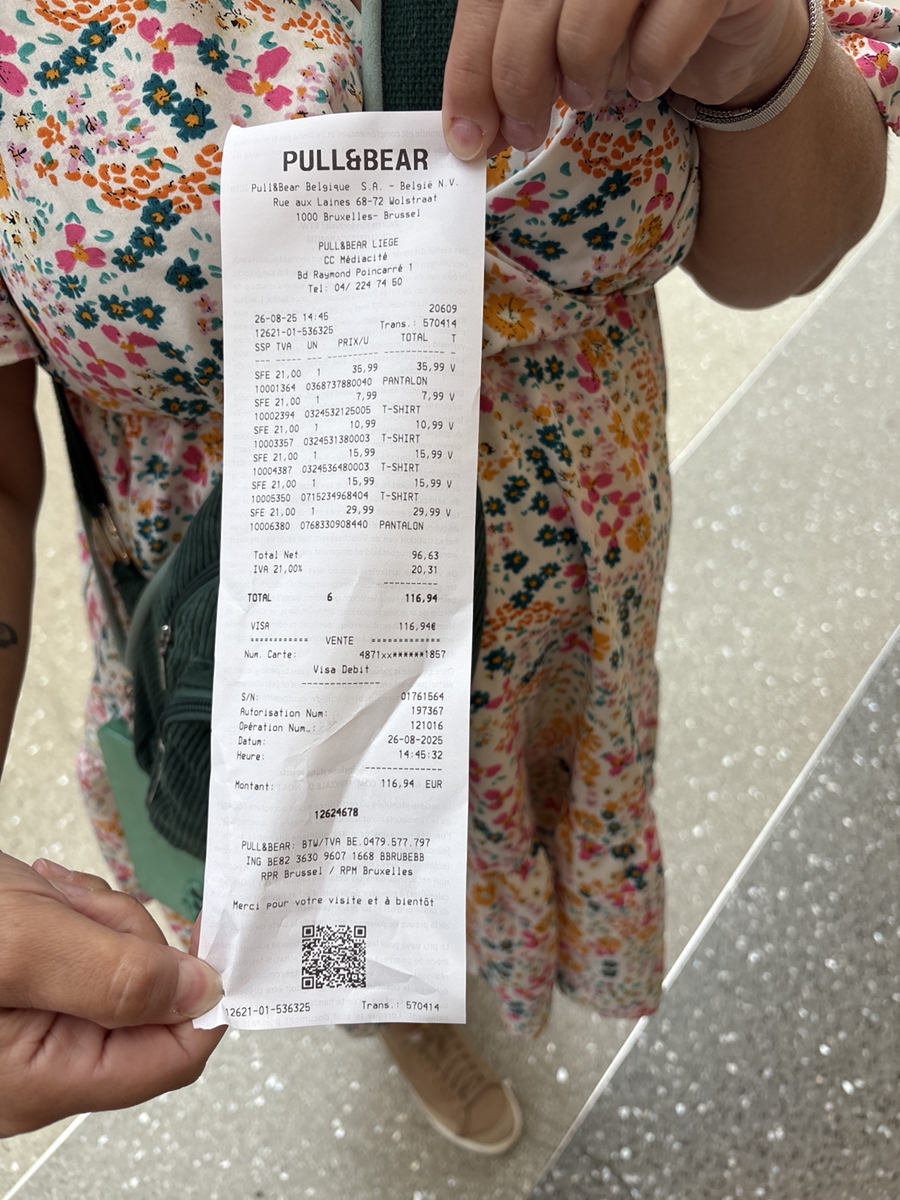 PULL&BEAR
Pull&Bear Belgique S.A. - België N.V.
Rue aux Laines 68-72 Wolstraat
1000 Bruxelles- Brussel
PULL&BEAR LIEGE
CC Médiacité
Bd Raymond Poincarré 1
Tel: 04/ 224 74 50
20609
26-08-25 14:45
12621-01-536325 Trans.: 570414
SSP TVA UN PRIX/U TOTAL T
SFE 21,00 1 35,99 35,99 V
10001364 0368737880040 PANTALON
SFE 21,00 1 7,99 7,99 V
10002394 0324532125005 T-SHIRT
SFE 21,00 1 10,99 10,99 V
10003357 0324531380003 T-SHIRT
SFE 21,00 1 15,99 15,99 V
10004387 0324536480003 T-SHIRT
SFE 21,00 1 15,99 15,99 V
10005350 0715234968404 T-SHIRT
SFE 21,00 1 29,99 29,99 V
10006380 0768330908440 PANTALON
Total Net 96,63
IVA 21,00% 20,31
TOTAL 6 116,94
VISA 116,94€
============ VENTE ============
Num. Carte: 4871xx******1857
Visa Debit
S/N: 01761564
Autorisation Num: 197367
Opération Num.: 121016
Datum: 26-08-2025
Heure: 14:45:32
Montant: 116,94 EUR
12624678
PULL&BEAR: BTW/TVA BE.0479.577.797
ING BE82 3630 9607 1668 BBRUBEBB
RPR Brussel / RPM Bruxelles
Merci pour votre visite et à bientôt
12621-01-536325 Trans.: 570414